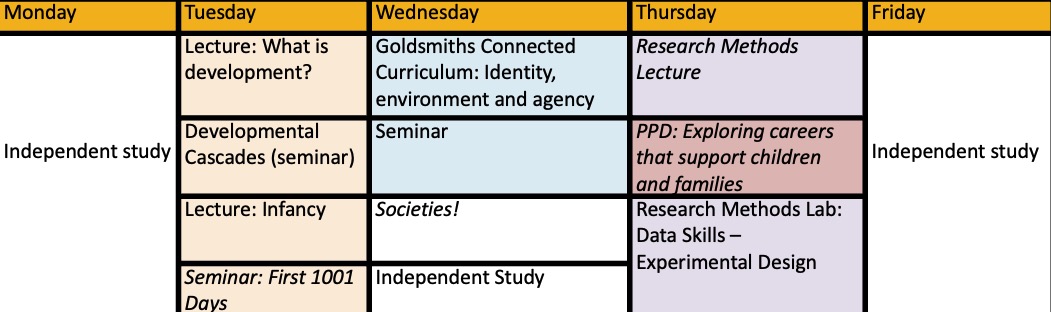 Monday
Tuesday
Wednesday
Thursday
Friday
Independent study
Lecture: What is
development?
Developmental
Cascades (seminar)
Lecture: Infancy
Seminar: First 1001
Days
Goldsmiths Connected
Curriculum: Identity,
environment and agency
Seminar
Societies!
Independent Study
Research Methods
Lecture
PPD: Exploring careers
that support children
and families
Research Methods Lab:
Data Skills –
Experimental Design
Independent study